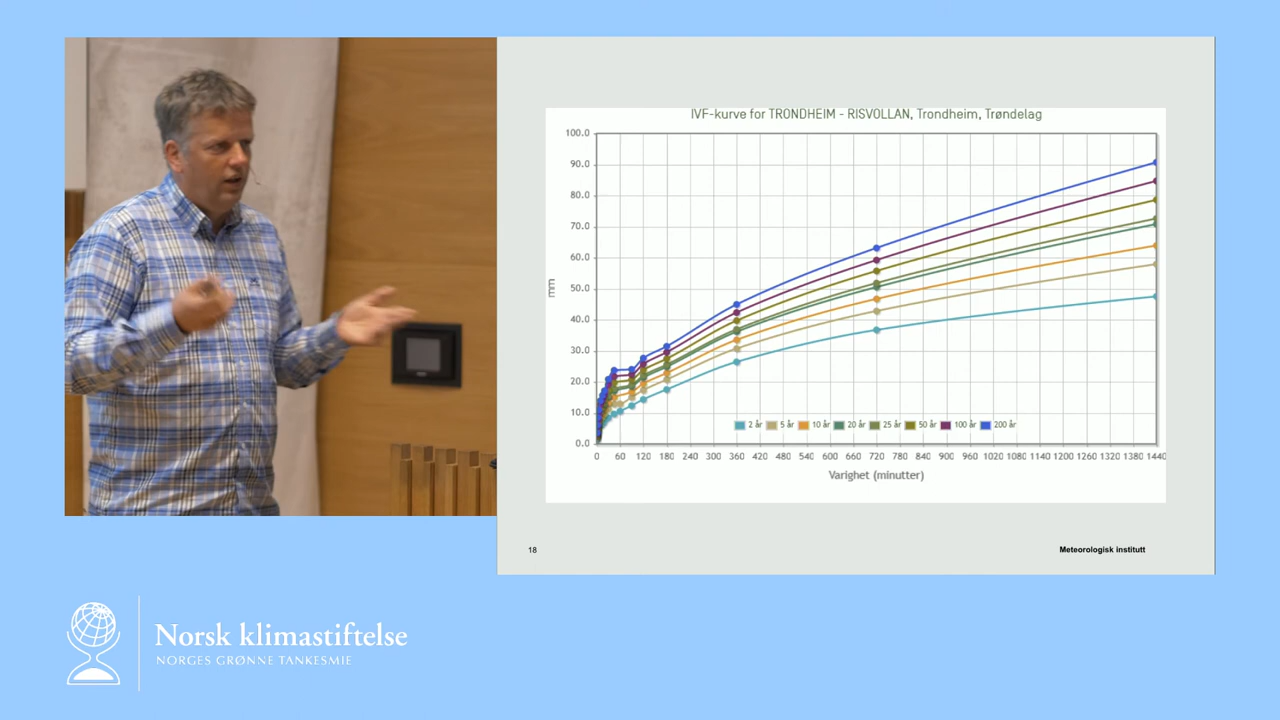 IVF-kurve for TRONDHEIM - RISVOLLAN, Trondheim, Trøndelag
100.0
90.0
80.0
70.0
60.0
50.0
40.0
30.0
20.0
10.0
0.0
mm
2 år 5 år 10 år 20 år 25 år 50 år 100 år 200 år
0 60 120 180 240 300 360 420 480 540 600 660 720 780 840 900 960 1020 1080 1140 1200 1260 1320 1380 1440
Varighet (minutter)
18
Meteorologisk institutt
Norsk klimastiftelse
NORGES GRØNNE TANKESMIE